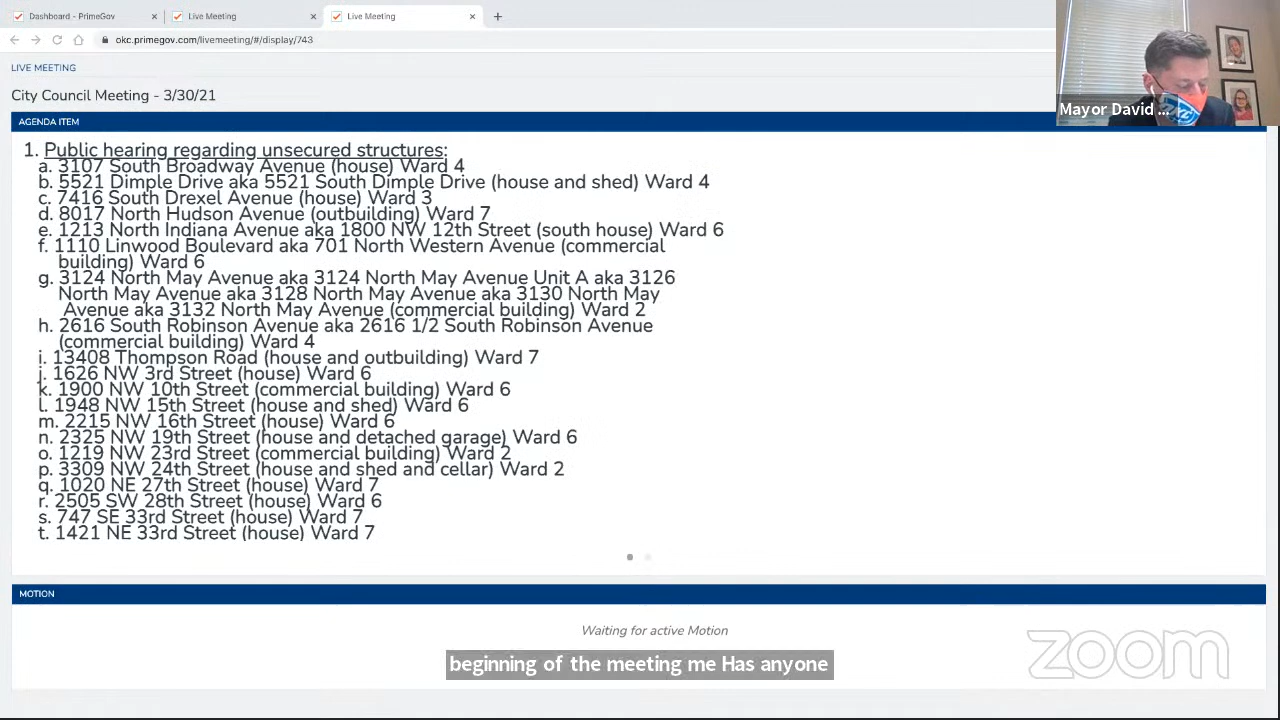 Dashboard - PrimeGov
Live Meeting
Live Meeting
okc.primegov.com/livemeeting/#/display/743
LIVE MEETING
City Council Meeting - 3/30/21
Mayor David ...
AGENDA ITEM
1. Public hearing regarding unsecured structures:
a. 3107 South Broadway Avenue (house) Ward 4
b. 5521 Dimple Drive aka 5521 South Dimple Drive (house and shed) Ward 4
c. 7416 South Drexel Avenue (house) Ward 3
d. 8017 North Hudson Avenue (outbuilding) Ward 7
e. 1213 North Indiana Avenue aka 1800 NW 12th Street (south house) Ward 6
f. 1110 Linwood Boulevard aka 701 North Western Avenue (commercial
building) Ward 6
g. 3124 North May Avenue aka 3124 North May Avenue Unit A aka 3126
North May Avenue aka 3128 North May Avenue aka 3130 North May
Avenue aka 3132 North May Avenue (commercial building) Ward 2
h. 2616 South Robinson Avenue aka 2616 1/2 South Robinson Avenue
(commercial building) Ward 4
i. 13408 Thompson Road (house and outbuilding) Ward 7
j. 1626 NW 3rd Street (house) Ward 6
k. 1900 NW 10th Street (commercial building) Ward 6
l. 1948 NW 15th Street (house and shed) Ward 6
m. 2215 NW 16th Street (house) Ward 6
n. 2325 NW 19th Street (house and detached garage) Ward 6
o. 1219 NW 23rd Street (commercial building) Ward 2
p. 3309 NW 24th Street (house and shed and cellar) Ward 2
q. 1020 NE 27th Street (house) Ward 7
r. 2505 SW 28th Street (house) Ward 6
s. 747 SE 33rd Street (house) Ward 7
t. 1421 NE 33rd Street (house) Ward 7
MOTION
Waiting for active Motion
zoom
beginning of the meeting me Has anyone